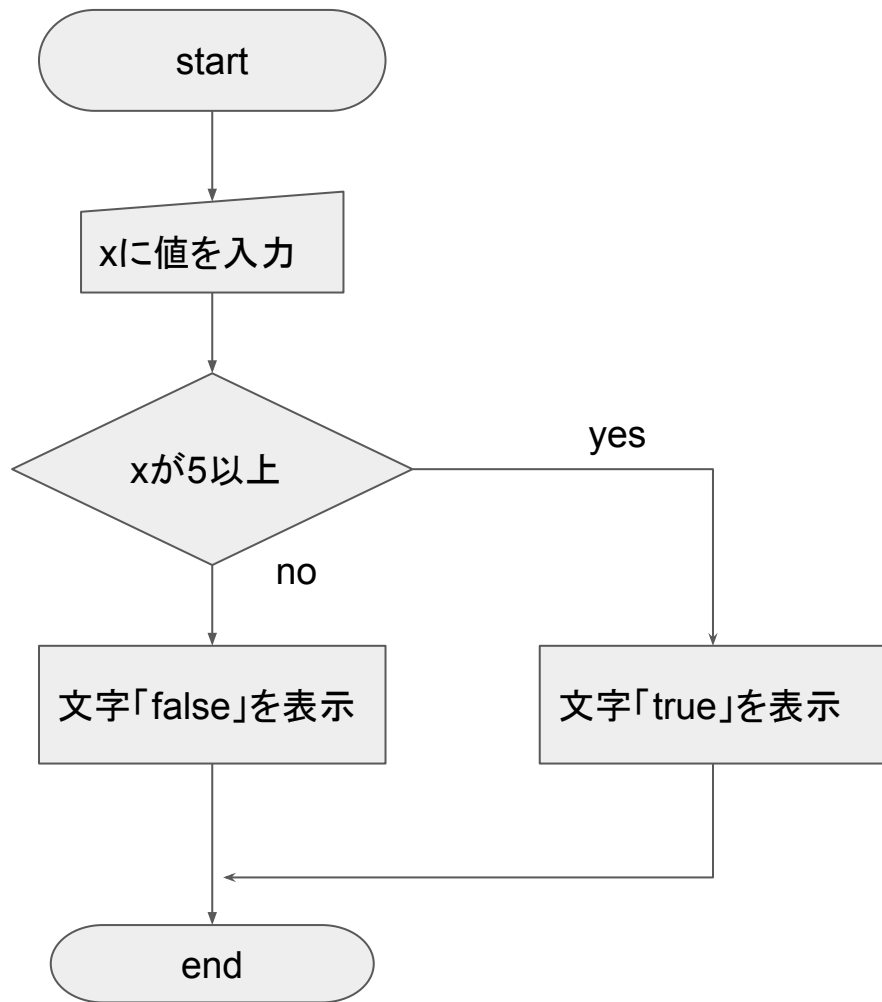 start
xに値を入力
xが5以上
yes
no
文字「false」を表示
文字「true」を表示
end